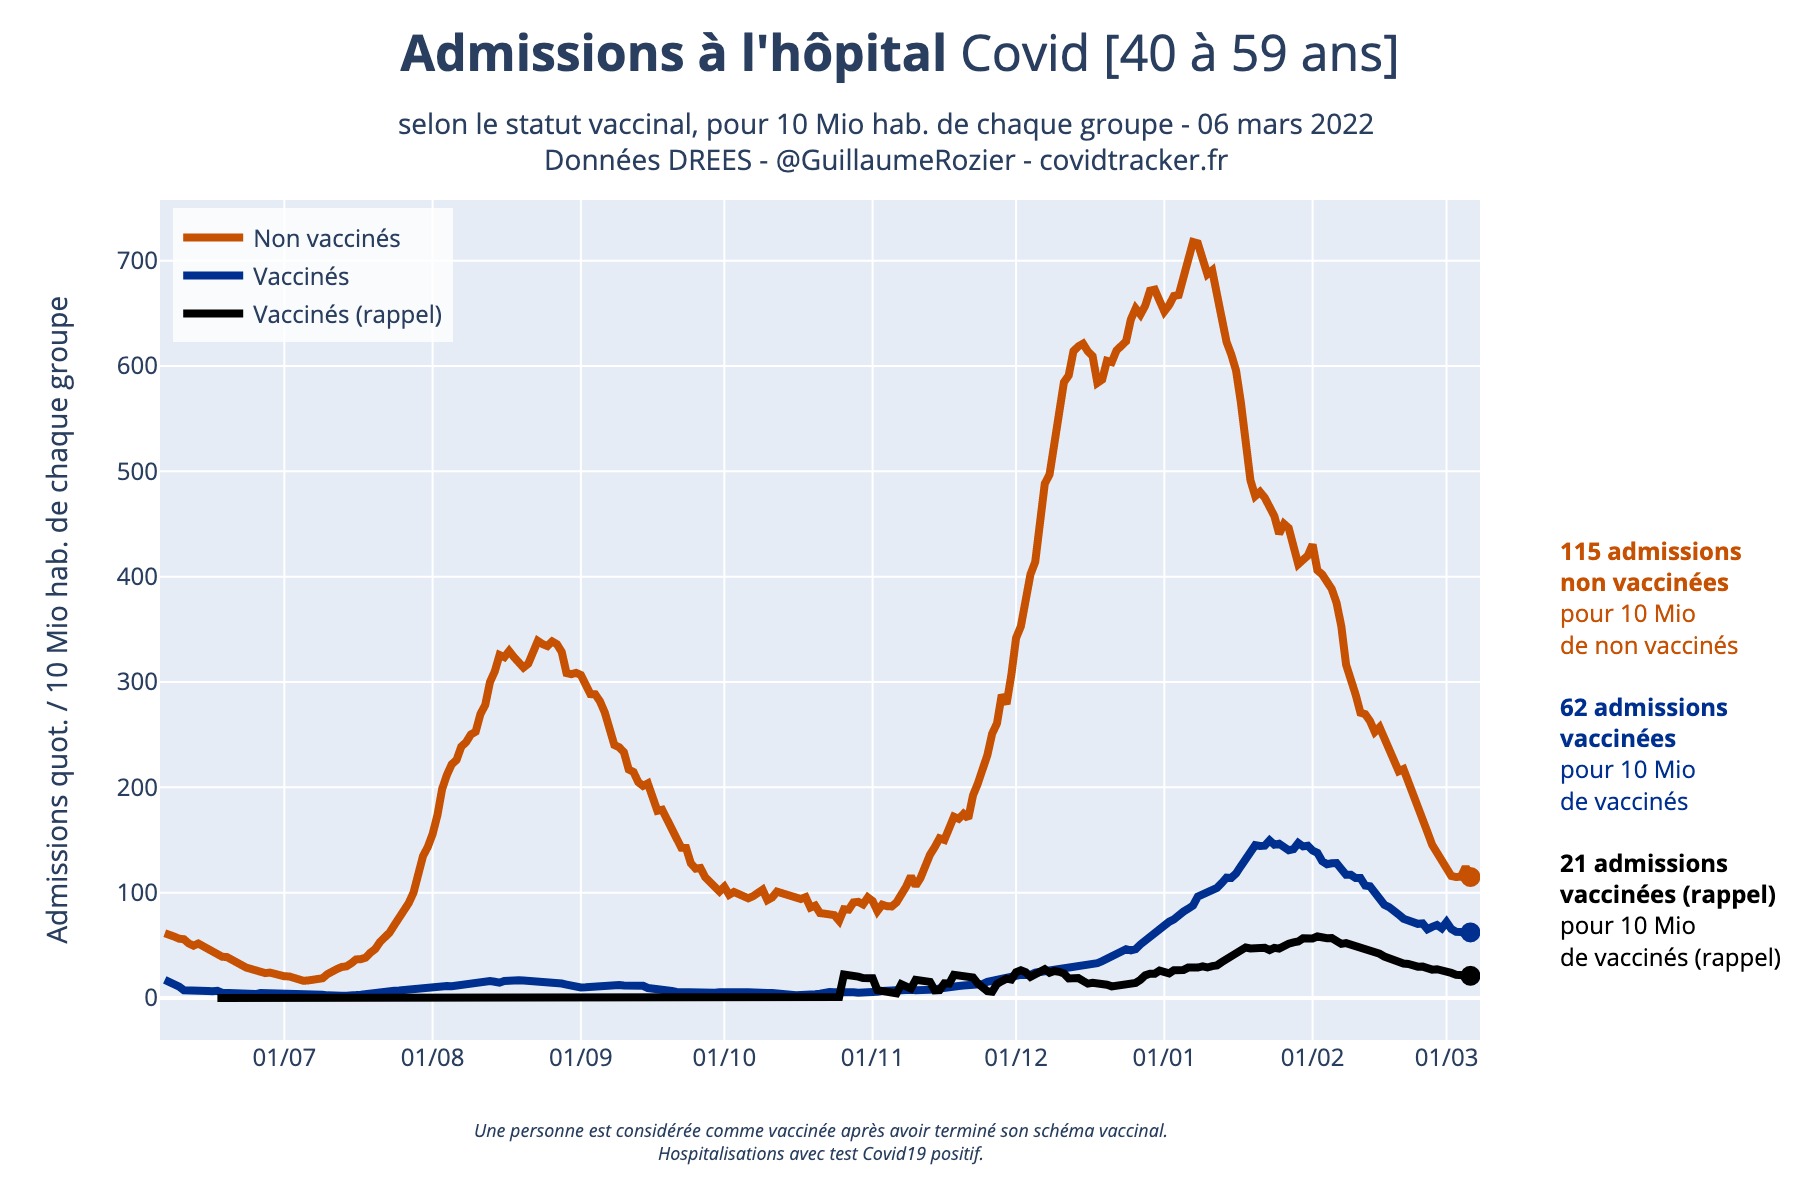 Admissions à l'hôpital Covid [40 à 59 ans]
selon le statut vaccinal, pour 10 Mio hab. de chaque groupe - 06 mars 2022
Données DREES - @GuillaumeRozier - covidtracker.fr
Non vaccinés
Vaccinés
Vaccinés (rappel)
Admissions quot. / 10 Mio hab. de chaque groupe
700
600
500
400
300
200
100
0
01/07
01/08
01/09
01/10
01/11
01/12
01/01
01/02
01/03
115 admissions
non vaccinées
pour 10 Mio
de non vaccinés
62 admissions
vaccinées
pour 10 Mio
de vaccinés
21 admissions
vaccinées (rappel)
pour 10 Mio
de vaccinés (rappel)
Une personne est considérée comme vaccinée après avoir terminé son schéma vaccinal.
Hospitalisations avec test Covid19 positif.